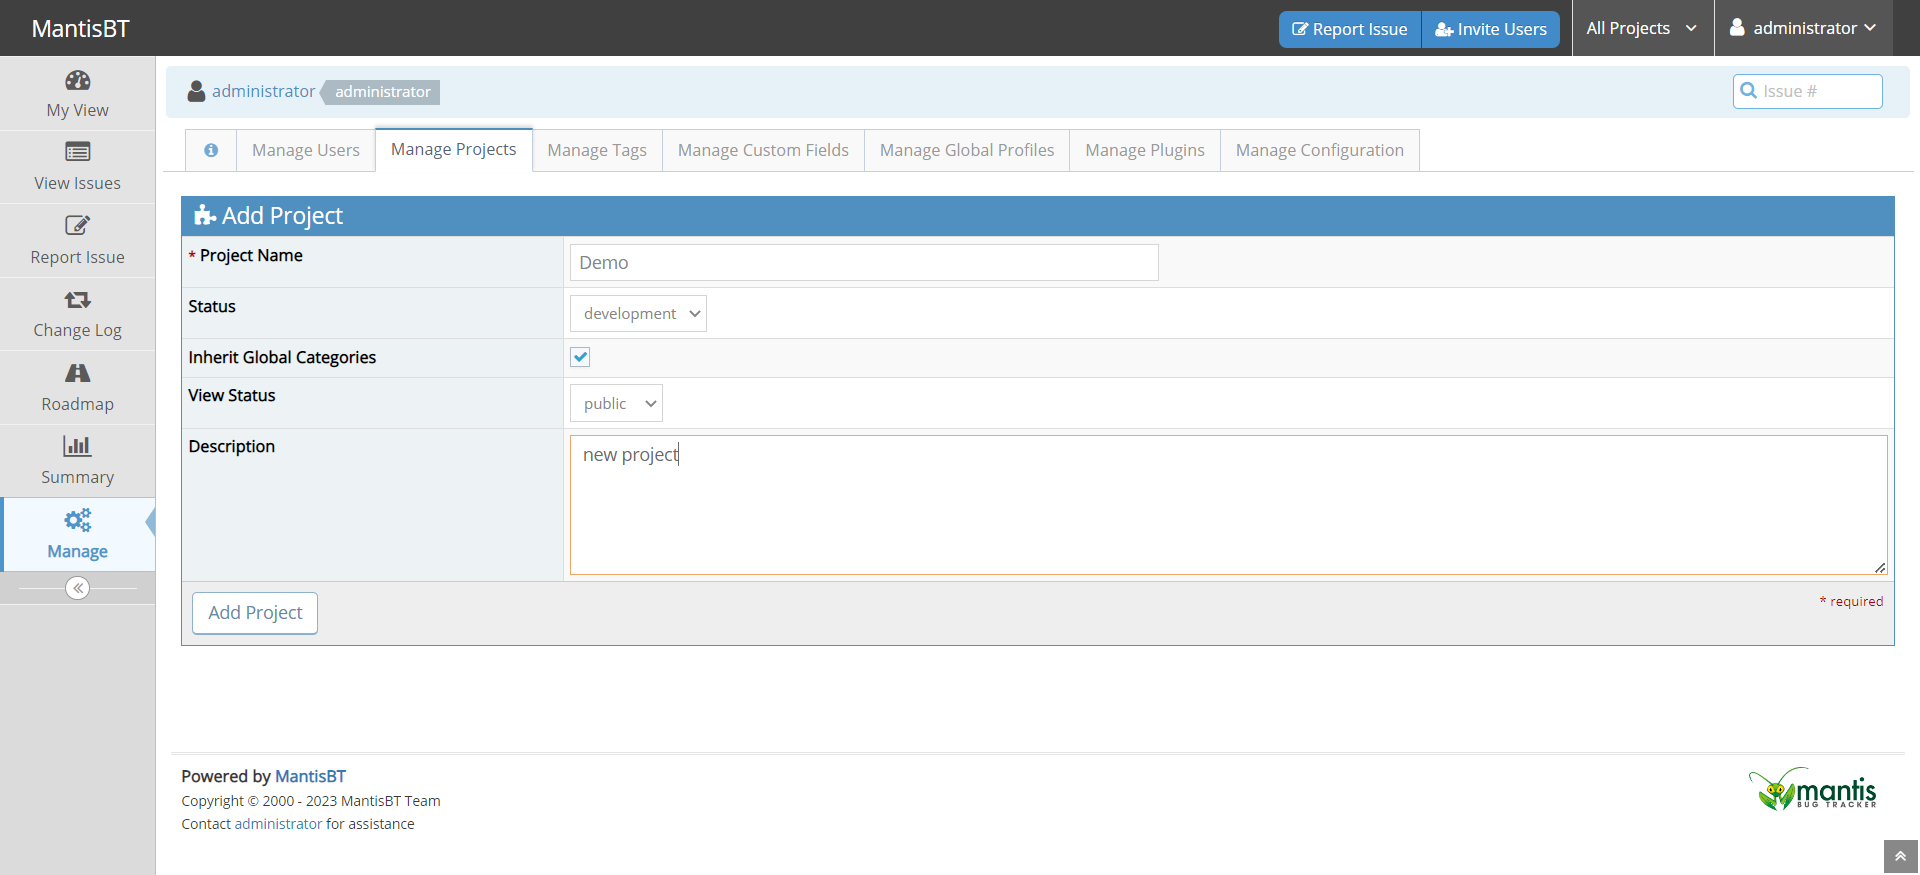 MantisBT
Report Issue
Invite Users
All Projects
administrator
My View
View Issues
Report Issue
Change Log
Roadmap
Summary
Manage
administrator administrator
Issue #
Manage Users
Manage Projects
Manage Tags
Manage Custom Fields
Manage Global Profiles
Manage Plugins
Manage Configuration
Add Project
* Project Name
Demo
Status
development
Inherit Global Categories
View Status
public
Description
new project
Add Project
* required
Powered by MantisBT
Copyright © 2000 - 2023 MantisBT Team
Contact administrator for assistance
mantis
BUG TRACKER